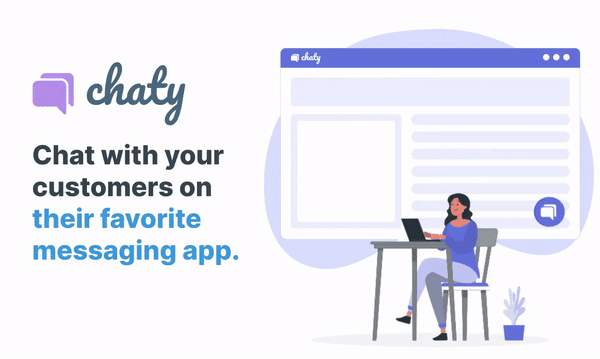 chaty
Chat with your
customers on
their favorite
messaging app.
chaty